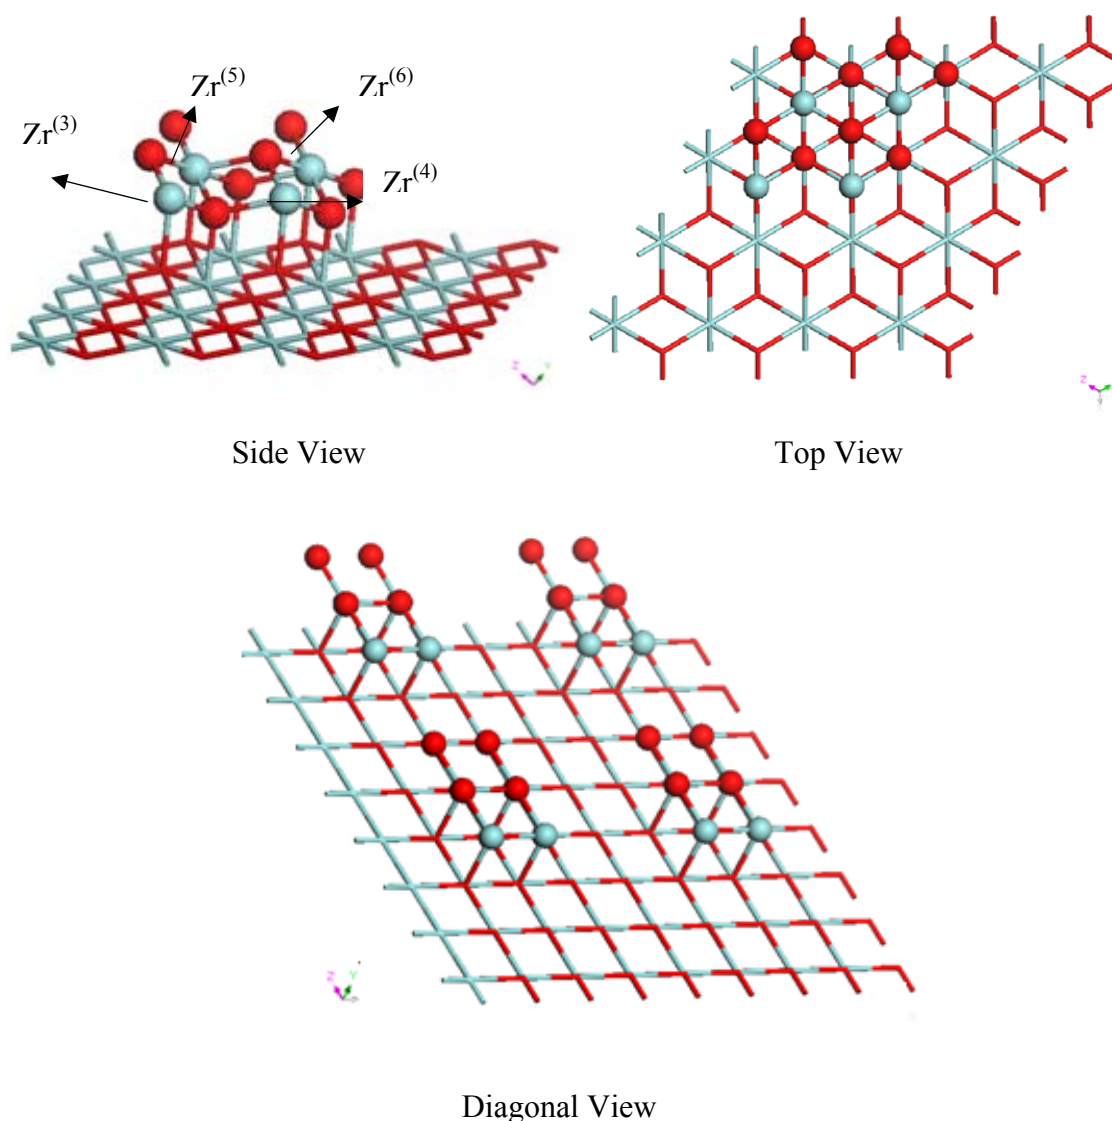 Zr(5)
Zr(6)
Zr(3)
Zr(4)
Z Y
Z
Side View
Top View
Z Y
Diagonal View